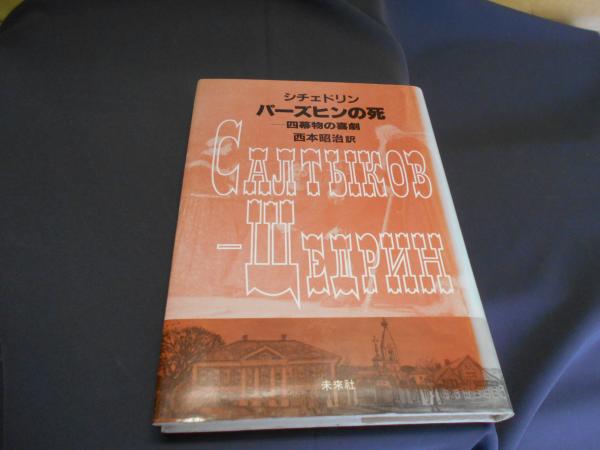 シチェドリン
パーズヒンの死
―四幕物の喜劇
西本昭治訳
САЛТЫКОВ
-ЩЕДРИН
未来社